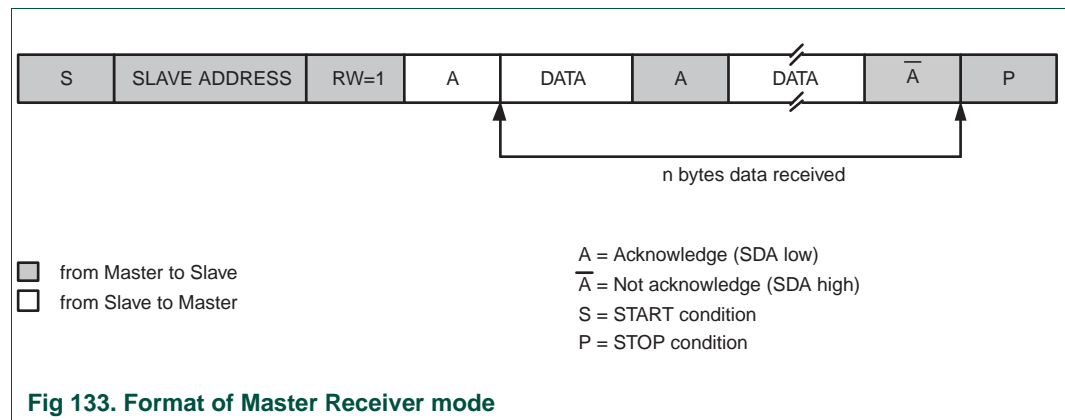 S SLAVE ADDRESS RW=1 A DATA A DATA A̅ P
n bytes data received
from Master to Slave
from Slave to Master
A = Acknowledge (SDA low)
A̅ = Not acknowledge (SDA high)
S = START condition
P = STOP condition
Fig 133. Format of Master Receiver mode